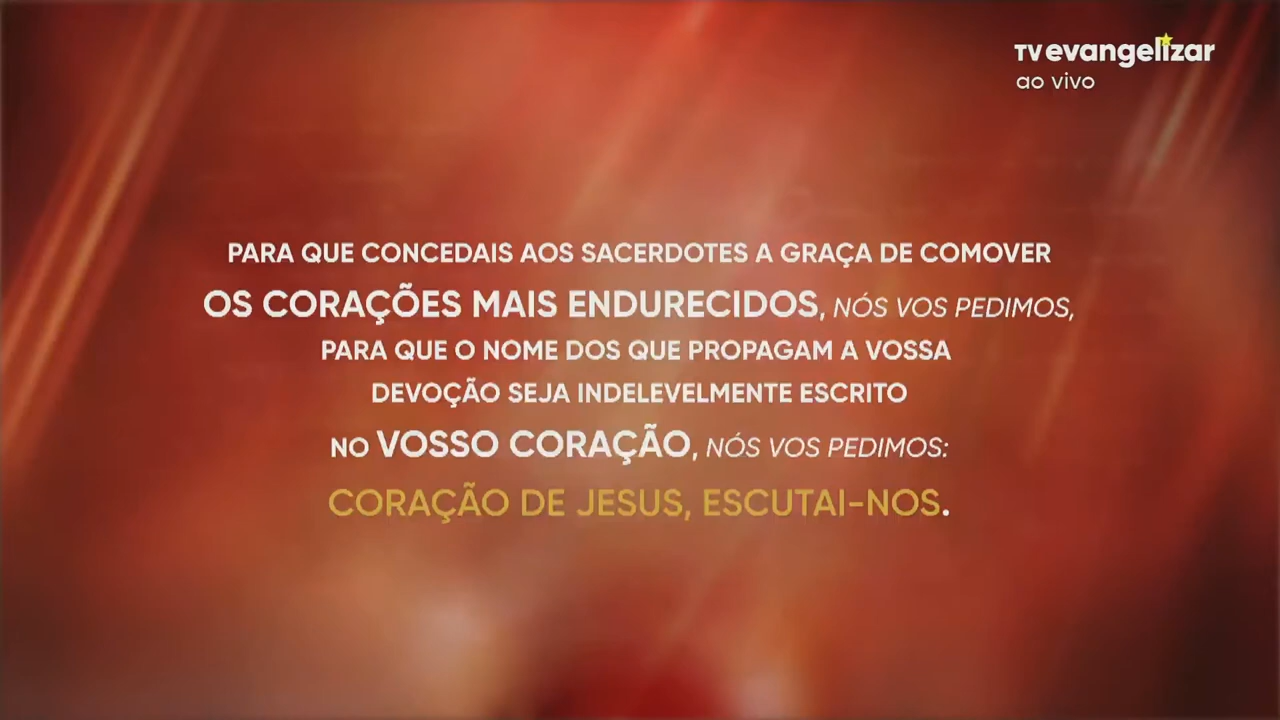 TV evangelizar
ao vivo
PARA QUE CONCEDAIS AOS SACERDOTES A GRAÇA DE COMOVER
OS CORAÇÕES MAIS ENDURECIDOS, NÓS VOS PEDIMOS,
PARA QUE O NOME DOS QUE PROPAGAM A VOSSA
DEVOÇÃO SEJA INDELEVELMENTE ESCRITO
NO VOSSO CORAÇÃO, NÓS VOS PEDIMOS:
CORAÇÃO DE JESUS, ESCUTAI-NOS.